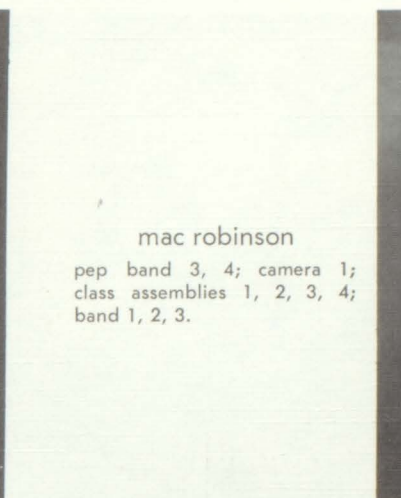 mac robinson
pep band 3, 4; camera 1;
class assemblies 1, 2, 3, 4;
band 1, 2, 3.